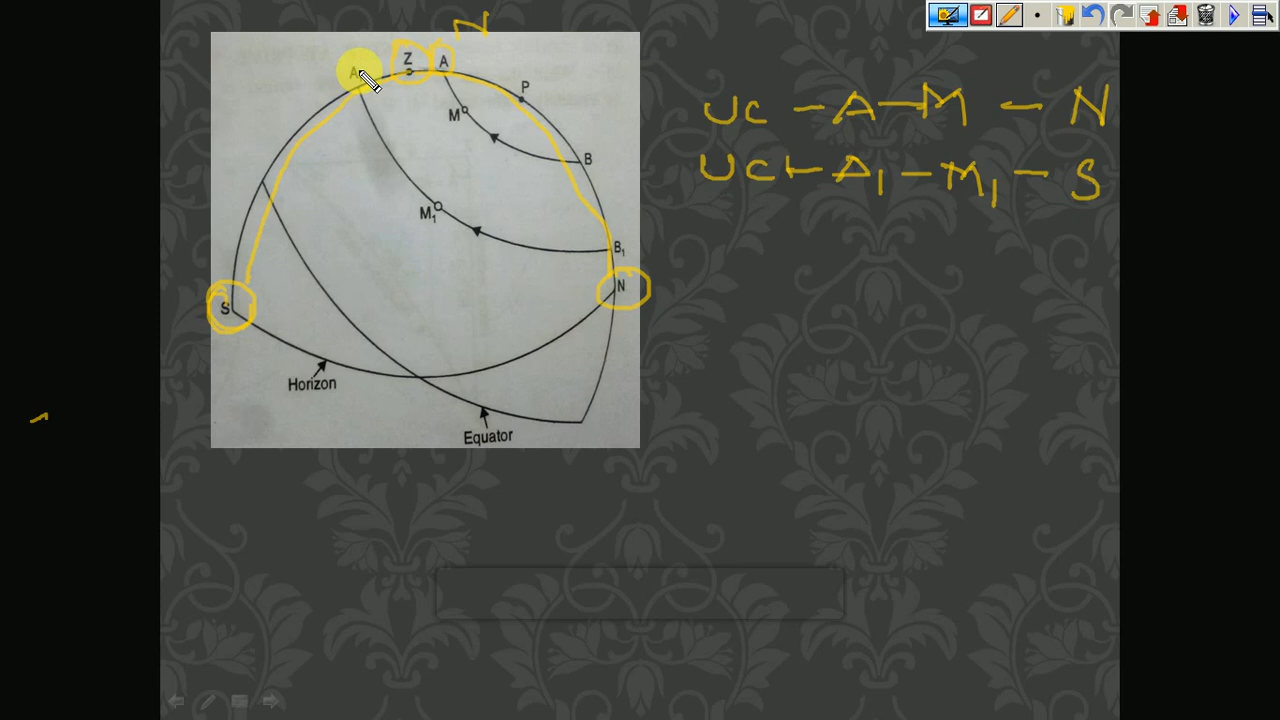 N
Z
A
A
P
M
B
M₁
B₁
S
N
Horizon
Equator
UC - A - M - N
UC - A₁ - M₁ - S